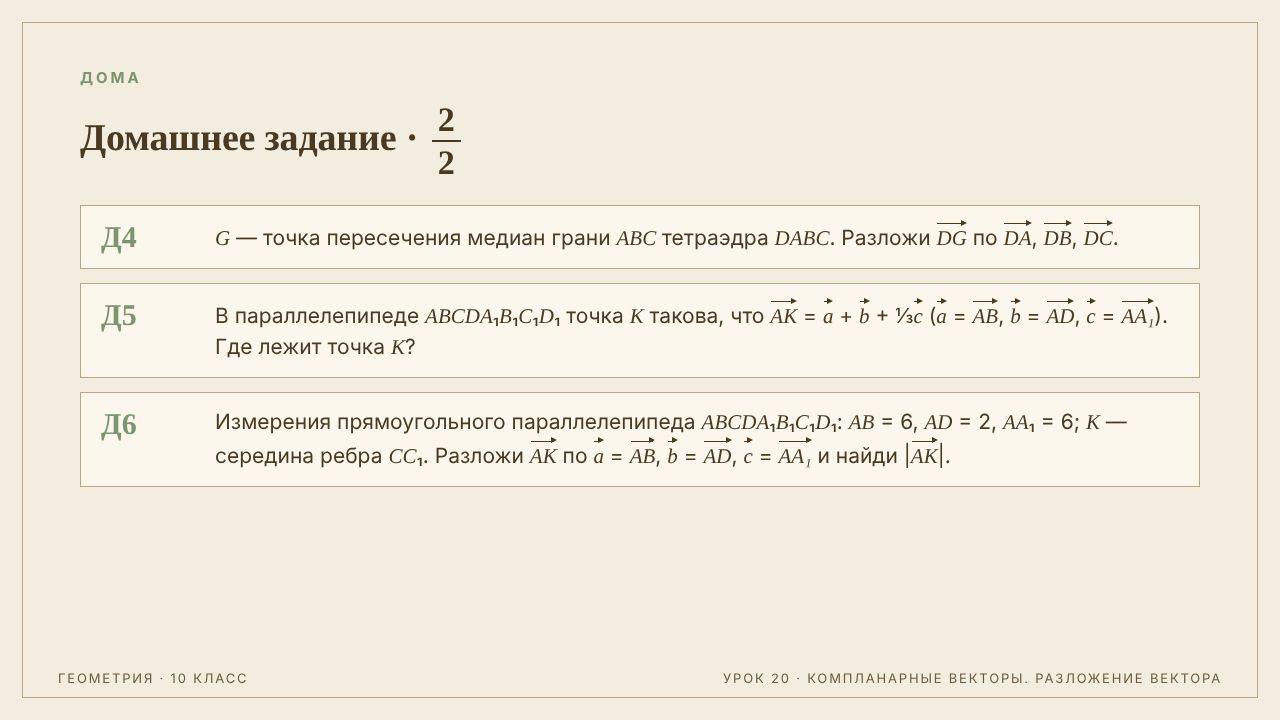 ДОМА
Домашнее задание · 2/2
Д4
G — точка пересечения медиан грани ABC тетраэдра DABC. Разложи DG⃗ по DA⃗, DB⃗, DC⃗.
Д5
В параллелепипеде ABCDA₁B₁C₁D₁ точка K такова, что AK⃗ = a⃗ + b⃗ + ⅓c⃗ (a⃗ = AB⃗, b⃗ = AD⃗, c⃗ = AA₁⃗).
Где лежит точка K?
Д6
Измерения прямоугольного параллелепипеда ABCDA₁B₁C₁D₁: AB = 6, AD = 2, AA₁ = 6; K —
середина ребра CC₁. Разложи AK⃗ по a⃗ = AB⃗, b⃗ = AD⃗, c⃗ = AA₁⃗ и найди |AK⃗|.
ГЕОМЕТРИЯ · 10 КЛАСС
УРОК 20 · КОМПЛАНАРНЫЕ ВЕКТОРЫ. РАЗЛОЖЕНИЕ ВЕКТОРА